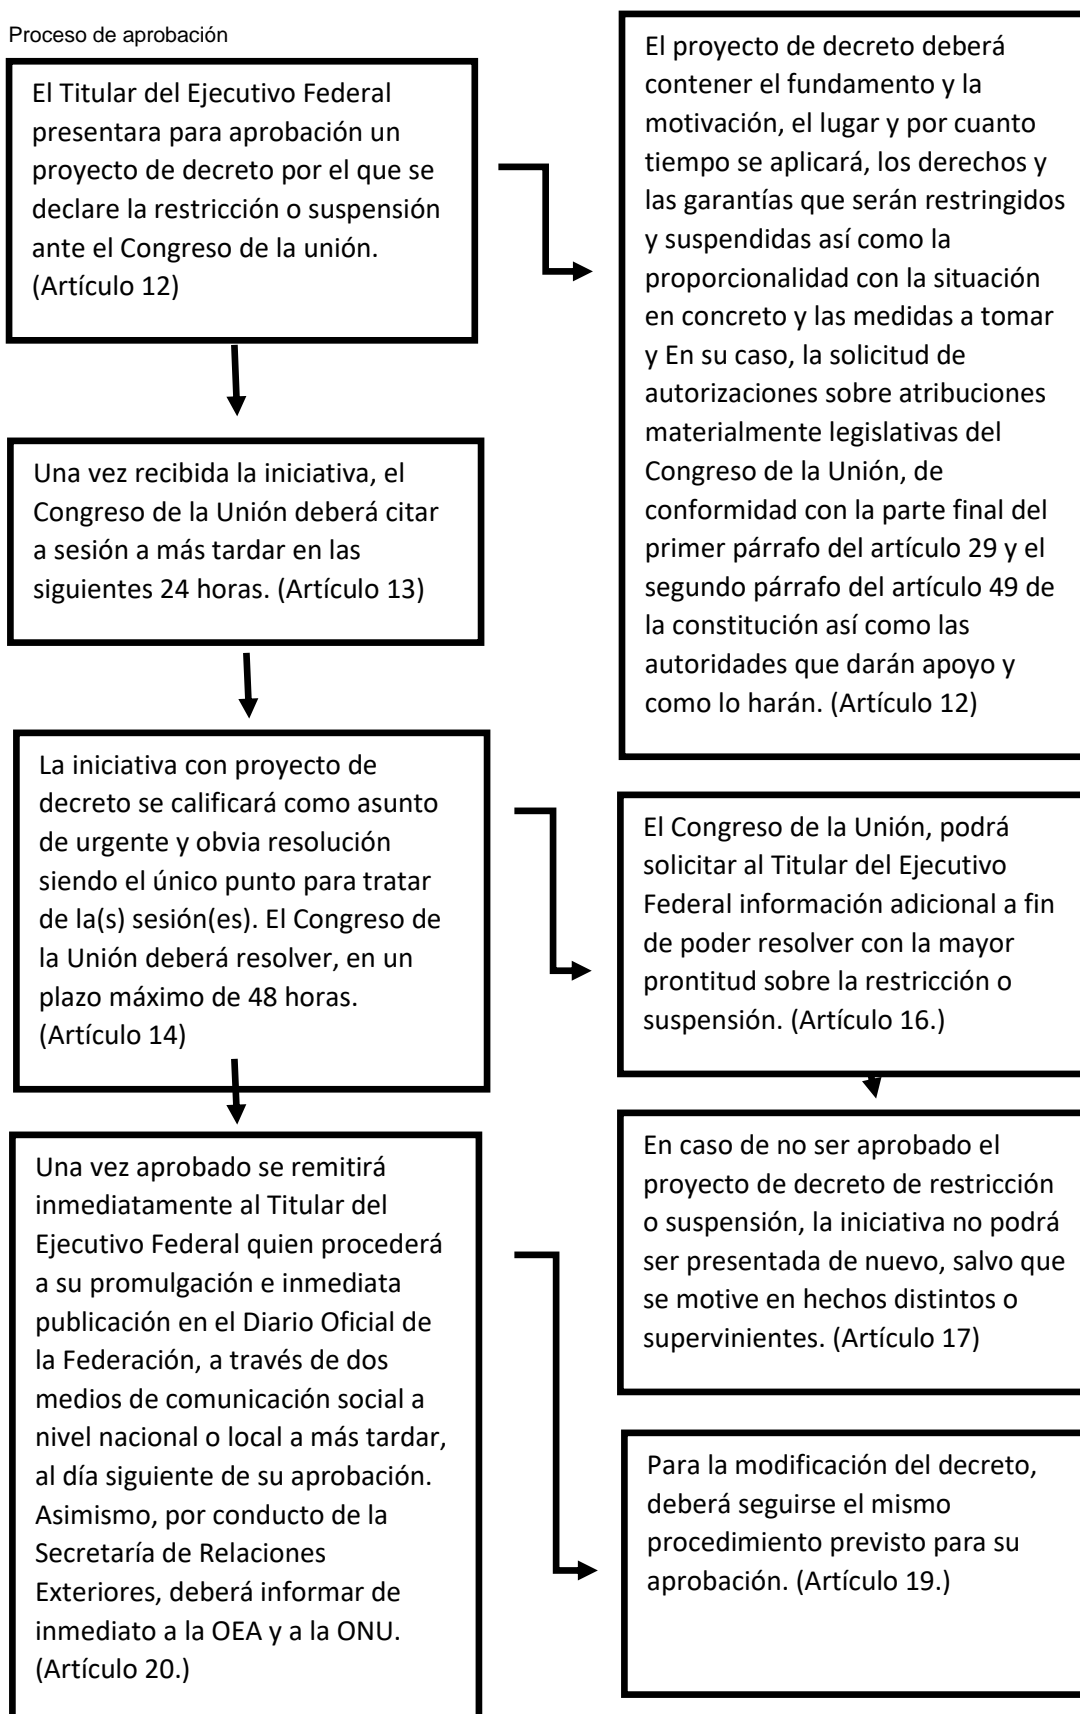 Proceso de aprobación
El Titular del Ejecutivo Federal
presentara para aprobación un
proyecto de decreto por el que se
declare la restricción o suspensión
ante el Congreso de la unión.
(Artículo 12)
El proyecto de decreto deberá
contener el fundamento y la
motivación, el lugar y por cuanto
tiempo se aplicará, los derechos y
las garantías que serán restringidos
y suspendidas así como la
proporcionalidad con la situación
en concreto y las medidas a tomar
y En su caso, la solicitud de
autorizaciones sobre atribuciones
materialmente legislativas del
Congreso de la Unión, de
conformidad con la parte final del
primer párrafo del artículo 29 y el
segundo párrafo del artículo 49 de
la constitución así como las
autoridades que darán apoyo y
como lo harán. (Artículo 12)
Una vez recibida la iniciativa, el
Congreso de la Unión deberá citar
a sesión a más tardar en las
siguientes 24 horas. (Artículo 13)
La iniciativa con proyecto de
decreto se calificará como asunto
de urgente y obvia resolución
siendo el único punto para tratar
de la(s) sesión(es). El Congreso de
la Unión deberá resolver, en un
plazo máximo de 48 horas.
(Artículo 14)
El Congreso de la Unión, podrá
solicitar al Titular del Ejecutivo
Federal información adicional a fin
de poder resolver con la mayor
prontitud sobre la restricción o
suspensión. (Artículo 16.)
En caso de no ser aprobado el
proyecto de decreto de restricción
o suspensión, la iniciativa no podrá
ser presentada de nuevo, salvo que
se motive en hechos distintos o
supervinientes. (Artículo 17)
Una vez aprobado se remitirá
inmediatamente al Titular del
Ejecutivo Federal quien procederá
a su promulgación e inmediata
publicación en el Diario Oficial de
la Federación, a través de dos
medios de comunicación social a
nivel nacional o local a más tardar,
al día siguiente de su aprobación.
Asimismo, por conducto de la
Secretaría de Relaciones
Exteriores, deberá informar de
inmediato a la OEA y a la ONU.
(Artículo 20.)
Para la modificación del decreto,
deberá seguirse el mismo
procedimiento previsto para su
aprobación. (Artículo 19.)